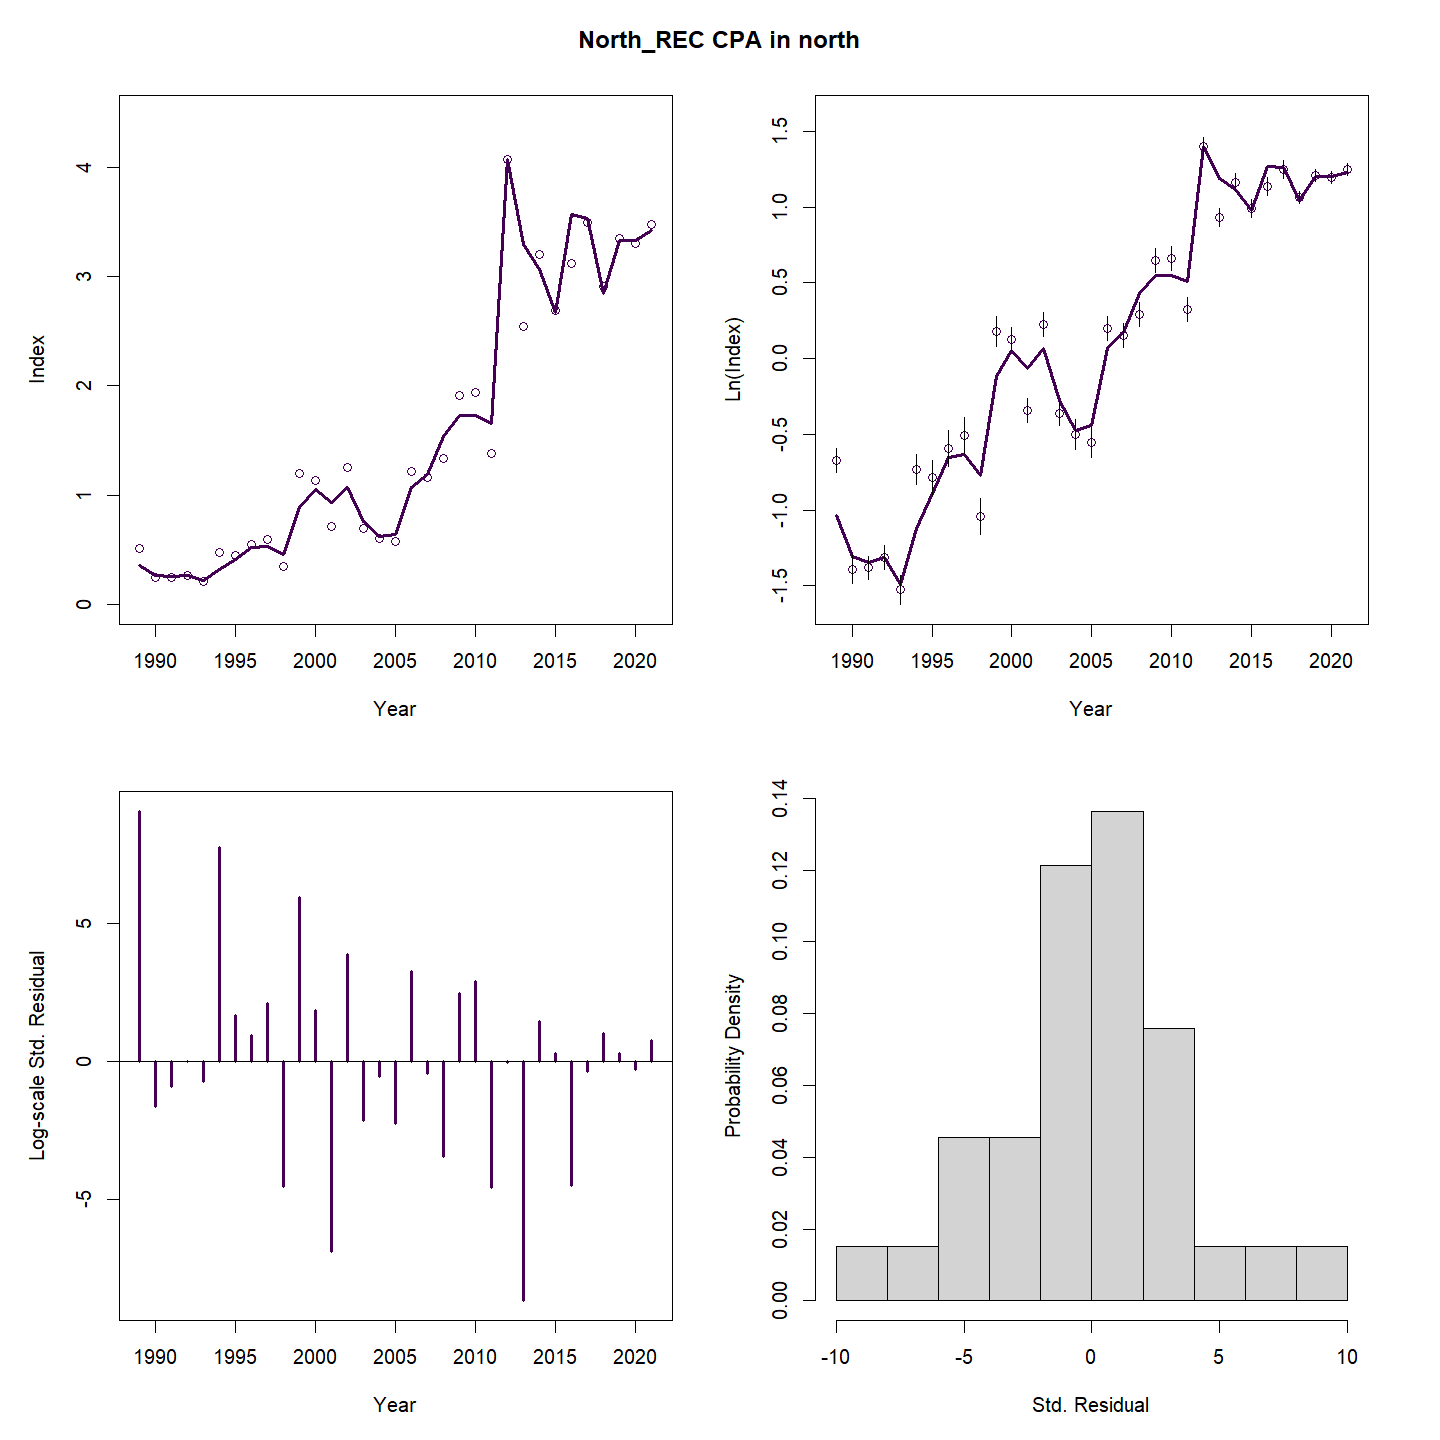 North_REC CPA in north
Index
4
3
2
1
0
1990 1995 2000 2005 2010 2015 2020
Year
Ln(Index)
1.5
1.0
0.5
0.0
-0.5
-1.0
-1.5
1990 1995 2000 2005 2010 2015 2020
Year
Log-scale Std. Residual
5
0
-5
1990 1995 2000 2005 2010 2015 2020
Year
Probability Density
0.14
0.12
0.10
0.08
0.06
0.04
0.02
0.00
-10 -5 0 5 10
Std. Residual